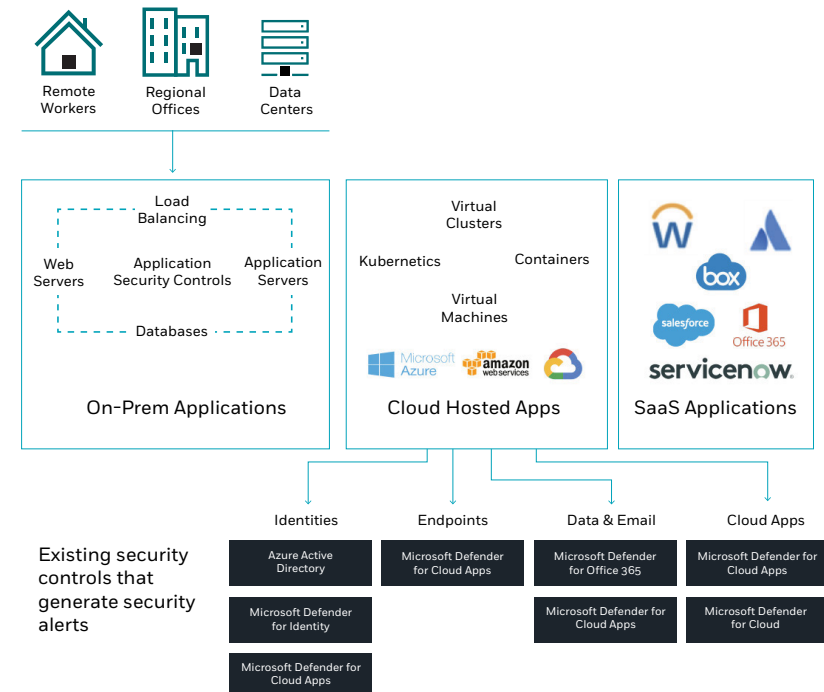 Remote
Workers
Regional
Offices
Data
Centers
Load
Balancing
Web
Servers
Application
Security Controls
Application
Servers
Databases
On-Prem Applications
Virtual
Clusters
Kubernetics
Containers
Virtual
Machines
Microsoft
Azure
amazon
webservices
Cloud Hosted Apps
W
box
salesforce
Office 365
servicenow
SaaS Applications
Existing security
controls that
generate security
alerts
Identities
Azure Active
Directory
Microsoft Defender
for Identity
Microsoft Defender for
Cloud Apps
Endpoints
Microsoft Defender
for Cloud Apps
Data & Email
Microsoft Defender
for Office 365
Microsoft Defender for
Cloud Apps
Cloud Apps
Microsoft Defender for
Cloud Apps
Microsoft Defender
for Cloud